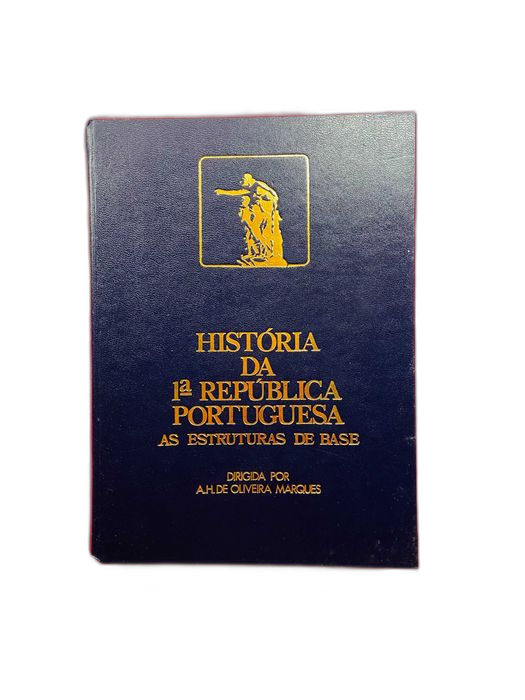 HISTÓRIA
DA
1ª REPÚBLICA
PORTUGUESA
AS ESTRUTURAS DE BASE
DIRIGIDA POR
A.H. DE OLIVEIRA MARQUES